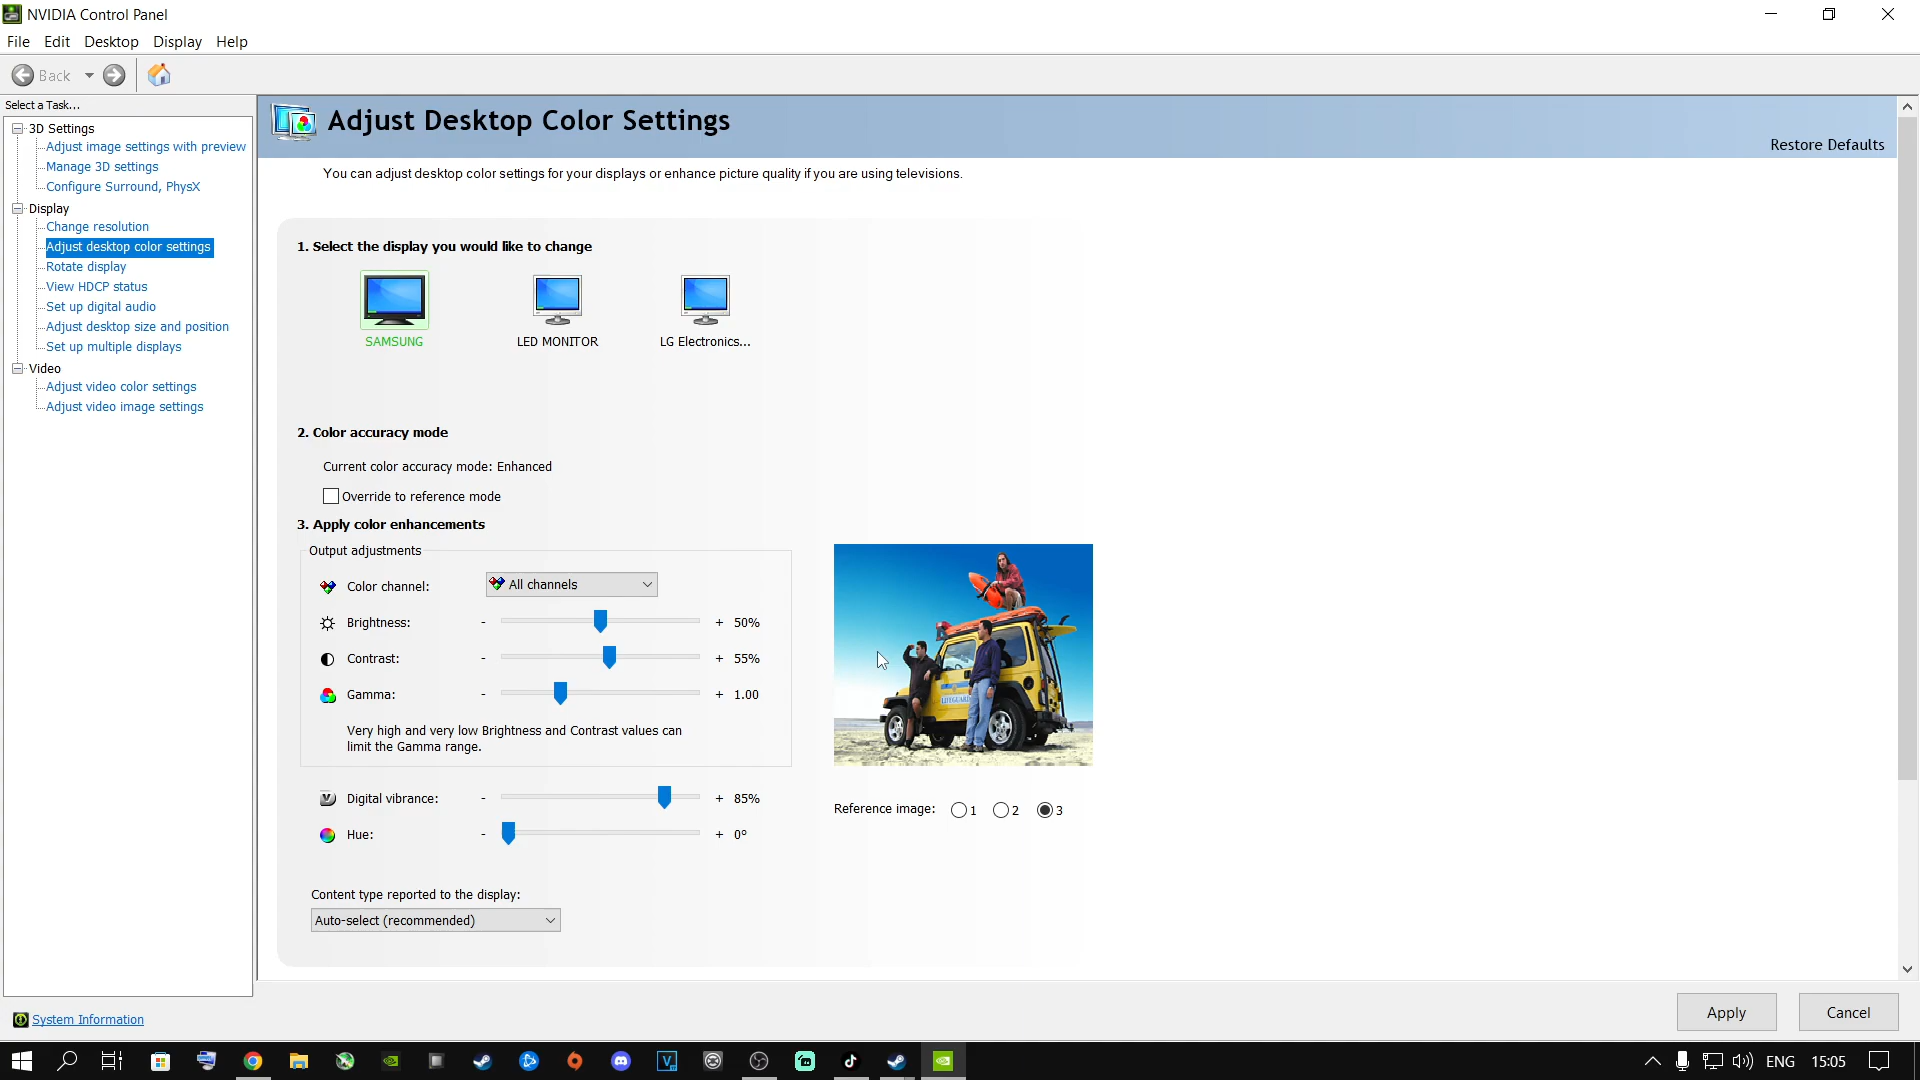 NVIDIA Control Panel
File Edit Desktop Display Help
Back
Select a Task...
3D Settings
Adjust image settings with preview
Manage 3D settings
Configure Surround, PhysX
Display
Change resolution
Adjust desktop color settings
Rotate display
View HDCP status
Set up digital audio
Adjust desktop size and position
Set up multiple displays
Video
Adjust video color settings
Adjust video image settings
System Information
Adjust Desktop Color Settings
Restore Defaults
You can adjust desktop color settings for your displays or enhance picture quality if you are using televisions.
1. Select the display you would like to change
SAMSUNG LED MONITOR LG Electronics...
2. Color accuracy mode
Current color accuracy mode: Enhanced
Override to reference mode
3. Apply color enhancements
Output adjustments
Color channel: All channels
Brightness: - + 50%
Contrast: - + 55%
Gamma: - + 1.00
Very high and very low Brightness and Contrast values can
limit the Gamma range.
Digital vibrance: - + 85%
Hue: - + 0°
LIFEGUARD
Reference image: 1 2 3
Content type reported to the display:
Auto-select (recommended)
Apply Cancel
ENG 15:05